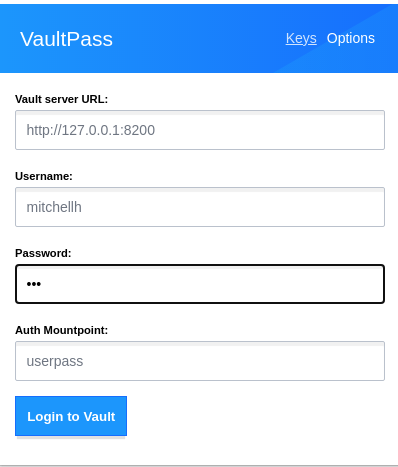 VaultPass
Keys Options
Vault server URL:
http://127.0.0.1:8200
Username:
mitchellh
Password:
•••
Auth Mountpoint:
userpass
Login to Vault